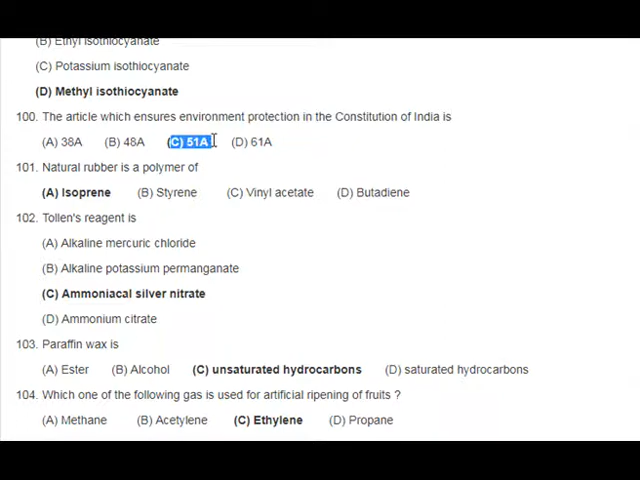 (B) Ethyl isothiocyanate
(C) Potassium isothiocyanate
(D) Methyl isothiocyanate
100. The article which ensures environment protection in the Constitution of India is
(A) 38A (B) 48A (C) 51A (D) 61A
101. Natural rubber is a polymer of
(A) Isoprene (B) Styrene (C) Vinyl acetate (D) Butadiene
102. Tollen's reagent is
(A) Alkaline mercuric chloride
(B) Alkaline potassium permanganate
(C) Ammoniacal silver nitrate
(D) Ammonium citrate
103. Paraffin wax is
(A) Ester (B) Alcohol (C) unsaturated hydrocarbons (D) saturated hydrocarbons
104. Which one of the following gas is used for artificial ripening of fruits ?
(A) Methane (B) Acetylene (C) Ethylene (D) Propane